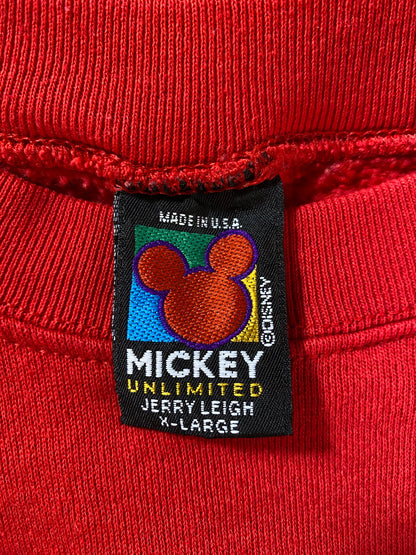 MADE IN U.S.A.
©DISNEY
MICKEY
UNLIMITED
JERRY LEIGH
X-LARGE